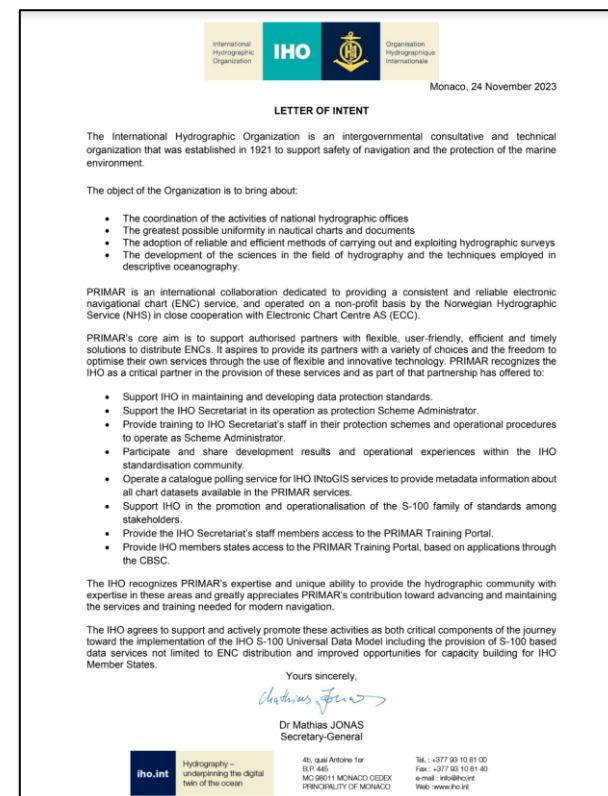 International
Hydrographic
Organization
IHO
Organisation
Hydrographique
Internationale
Monaco, 24 November 2023
LETTER OF INTENT
The International Hydrographic Organization is an intergovernmental consultative and technical
organization that was established in 1921 to support safety of navigation and the protection of the marine
environment.
The object of the Organization is to bring about:
• The coordination of the activities of national hydrographic offices
• The greatest possible uniformity in nautical charts and documents
• The adoption of reliable and efficient methods of carrying out and exploiting hydrographic surveys
• The development of the sciences in the field of hydrography and the techniques employed in
descriptive oceanography.
PRIMAR is an international collaboration dedicated to providing a consistent and reliable electronic
navigational chart (ENC) service, and operated on a non-profit basis by the Norwegian Hydrographic
Service (NHS) in close cooperation with Electronic Chart Centre AS (ECC).
PRIMAR's core aim is to support authorised partners with flexible, user-friendly, efficient and timely
solutions to distribute ENCs. It aspires to provide its partners with a variety of choices and the freedom to
optimise their own services through the use of flexible and innovative technology. PRIMAR recognizes the
IHO as a critical partner in the provision of these services and as part of that partnership has offered to:
• Support IHO in maintaining and developing data protection standards.
• Support the IHO Secretariat in its operation as protection Scheme Administrator.
• Provide training to IHO Secretariat's staff in their protection schemes and operational procedures
to operate as Scheme Administrator.
• Participate and share development results and operational experiences within the IHO
standardisation community.
• Operate a catalogue polling service for IHO INtoGIS services to provide metadata information about
all chart datasets available in the PRIMAR services.
• Support IHO in the promotion and operationalisation of the S-100 family of standards among
stakeholders.
• Provide the IHO Secretariat's staff members access to the PRIMAR Training Portal.
• Provide IHO members states access to the PRIMAR Training Portal, based on applications through
the CBSC.
The IHO recognizes PRIMAR's expertise and unique ability to provide the hydrographic community with
expertise in these areas and greatly appreciates PRIMAR's contribution toward advancing and maintaining
the services and training needed for modern navigation.
The IHO agrees to support and actively promote these activities as both critical components of the journey
toward the implementation of the IHO S-100 Universal Data Model including the provision of S-100 based
data services not limited to ENC distribution and improved opportunities for capacity building for IHO
Member States.
Yours sincerely,
Mathias Jonas
Dr Mathias JONAS
Secretary-General
iho.int
Hydrography –
underpinning the digital
twin of the ocean
4b, quai Antoine 1er
B.P. 445
MC 98011 MONACO CEDEX
PRINCIPALITY OF MONACO
Tel. : +377 93 10 81 00
Fax : +377 93 10 81 40
e-mail : info@iho.int
Web :www.iho.int